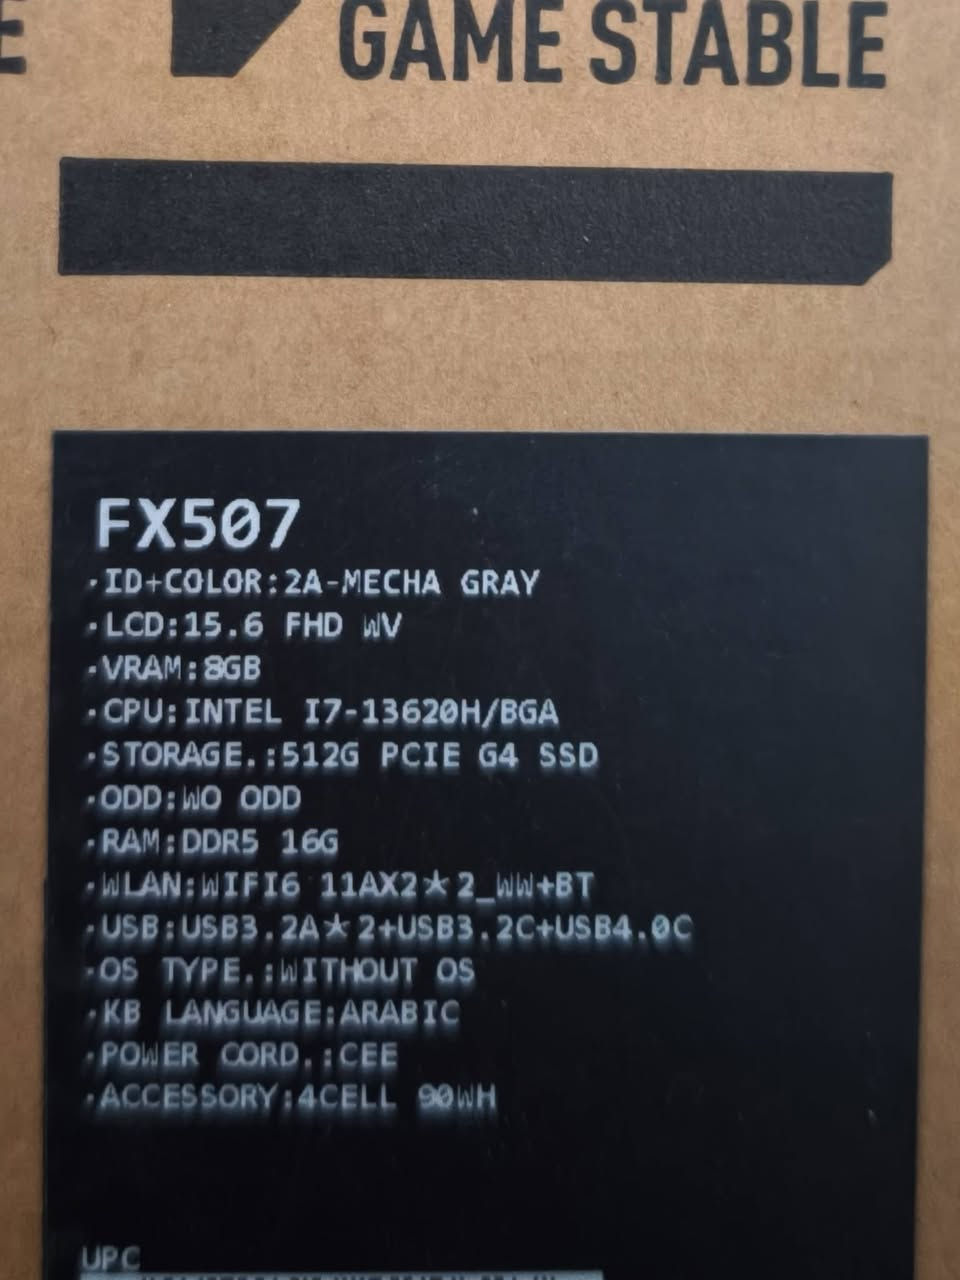 E
GAME STABLE
FX507
·ID+COLOR:2A-MECHA GRAY
·LCD:15.6 FHD WV
·VRAM:8GB
·CPU:INTEL I7-13620H/BGA
·STORAGE.:512G PCIE G4 SSD
·ODD:WO ODD
·RAM:DDR5 16G
·WLAN:WIFI6 11AX2★2_WW+BT
·USB:USB3.2A★2+USB3.2C+USB4.0C
·OS TYPE.:WITHOUT OS
·KB LANGUAGE:ARABIC
·POWER CORD.:CEE
·ACCESSORY:4CELL 90WH
UPC